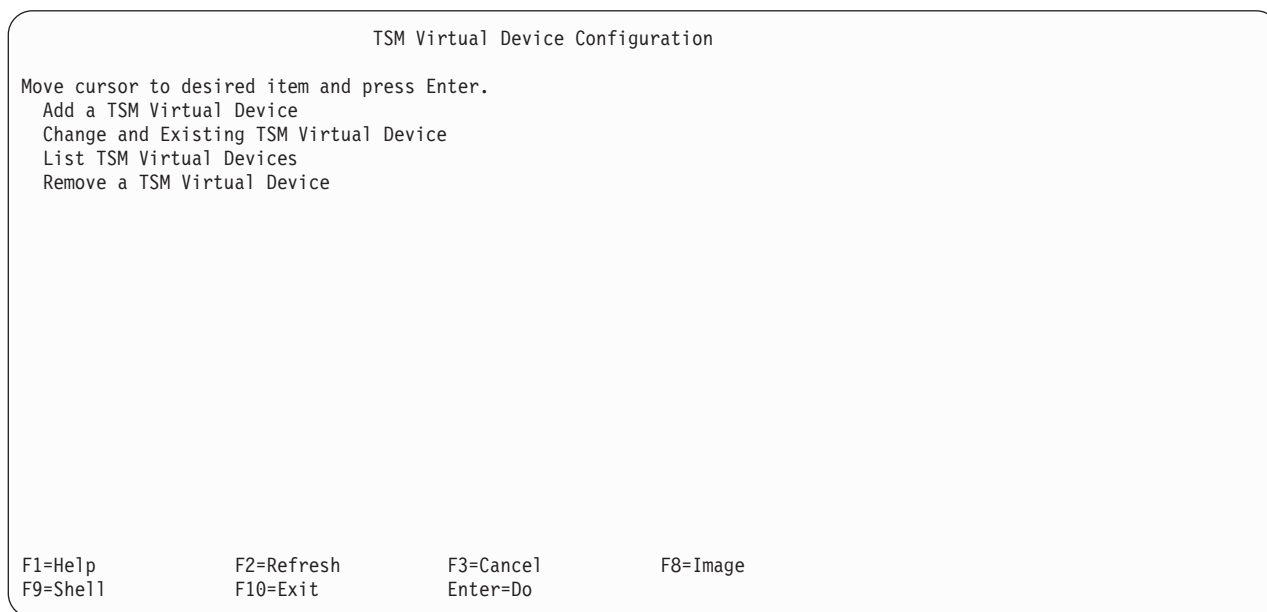 TSM Virtual Device Configuration
Move cursor to desired item and press Enter.
Add a TSM Virtual Device
Change and Existing TSM Virtual Device
List TSM Virtual Devices
Remove a TSM Virtual Device
F1=Help F2=Refresh F3=Cancel F8=Image
F9=Shell F10=Exit Enter=Do